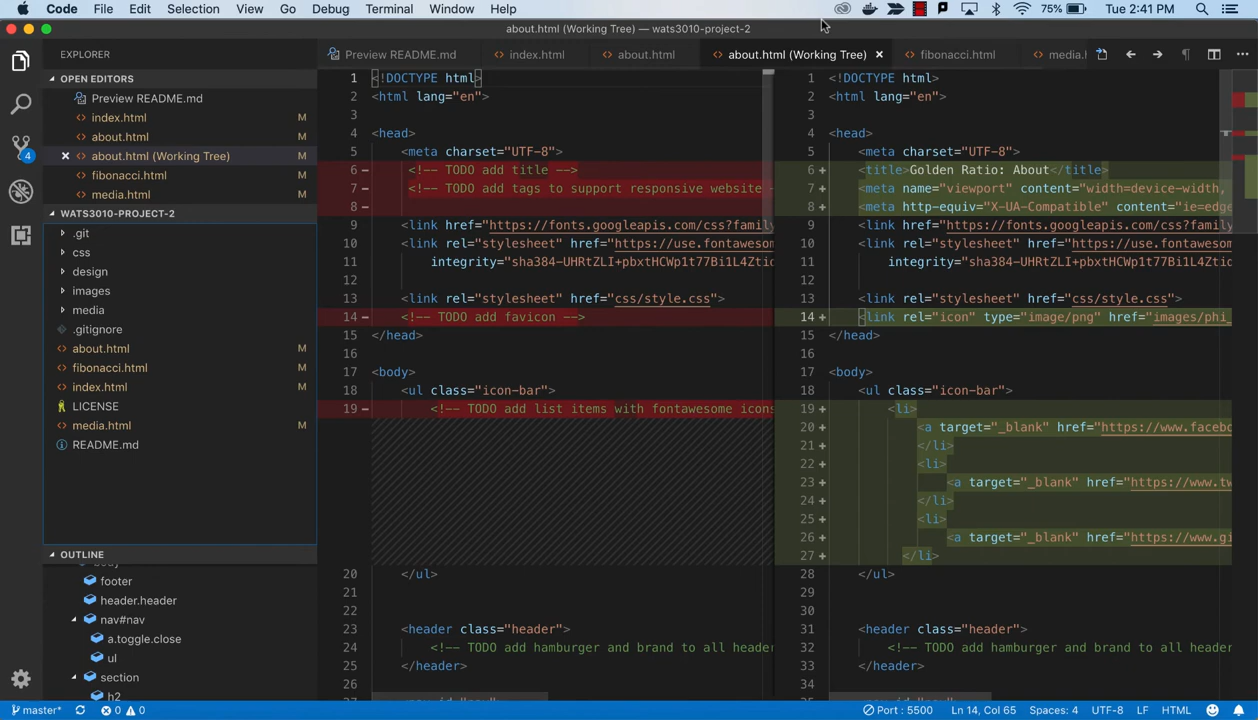 Code File Edit Selection View Go Debug Terminal Window Help 75% Tue 2:41 PM
about.html (Working Tree) — wats3010-project-2
EXPLORER
OPEN EDITORS
Preview README.md
index.html M
about.html M
about.html (Working Tree) M
fibonacci.html M
media.html M
WATS3010-PROJECT-2
.git
css
design
images
media
.gitignore
about.html M
fibonacci.html M
index.html M
LICENSE
media.html M
README.md
OUTLINE
footer
header.header
nav#nav
a.toggle.close
ul
section
h2
4
Preview README.md index.html about.html about.html (Working Tree) fibonacci.html media.
1 <!DOCTYPE html>
2 <html lang="en">
3
4 <head>
5 <meta charset="UTF-8">
6 − <!-- TODO add title -->
7 − <!-- TODO add tags to support responsive website -
8 −
9 <link href="https://fonts.googleapis.com/css?family
10 <link rel="stylesheet" href="https://use.fontawesom
11 integrity="sha384-UHRtZLI+pbxtHCWp1t77Bi1L4Ztiq
12
13 <link rel="stylesheet" href="css/style.css">
14 − <!-- TODO add favicon -->
15 </head>
16
17 <body>
18 <ul class="icon-bar">
19 − <!-- TODO add list items with fontawesome icons
20 </ul>
21
22
23 <header class="header">
24 <!-- TODO add hamburger and brand to all header
25 </header>
26
1 <!DOCTYPE html>
2 <html lang="en">
3
4 <head>
5 <meta charset="UTF-8">
6 + <title>Golden Ratio: About</title>
7 + <meta name="viewport" content="width=device-width,
8 + <meta http-equiv="X-UA-Compatible" content="ie=edge
9 <link href="https://fonts.googleapis.com/css?family
10 <link rel="stylesheet" href="https://use.fontawesom
11 integrity="sha384-UHRtZLI+pbxtHCWp1t77Bi1L4Ztiq
12
13 <link rel="stylesheet" href="css/style.css">
14 + <link rel="icon" type="image/png" href="images/phi_
15 </head>
16
17 <body>
18 <ul class="icon-bar">
19 + <li>
20 + <a target="_blank" href="https://www.facebo
21 + </li>
22 + <li>
23 + <a target="_blank" href="https://www.tw
24 + </li>
25 + <li>
26 + <a target="_blank" href="https://www.gi
27 + </li>
28 </ul>
29
30
31 <header class="header">
32 <!-- TODO add hamburger and brand to all header
33 </header>
34
master* 0 0 Port : 5500 Ln 14, Col 65 Spaces: 4 UTF-8 LF HTML